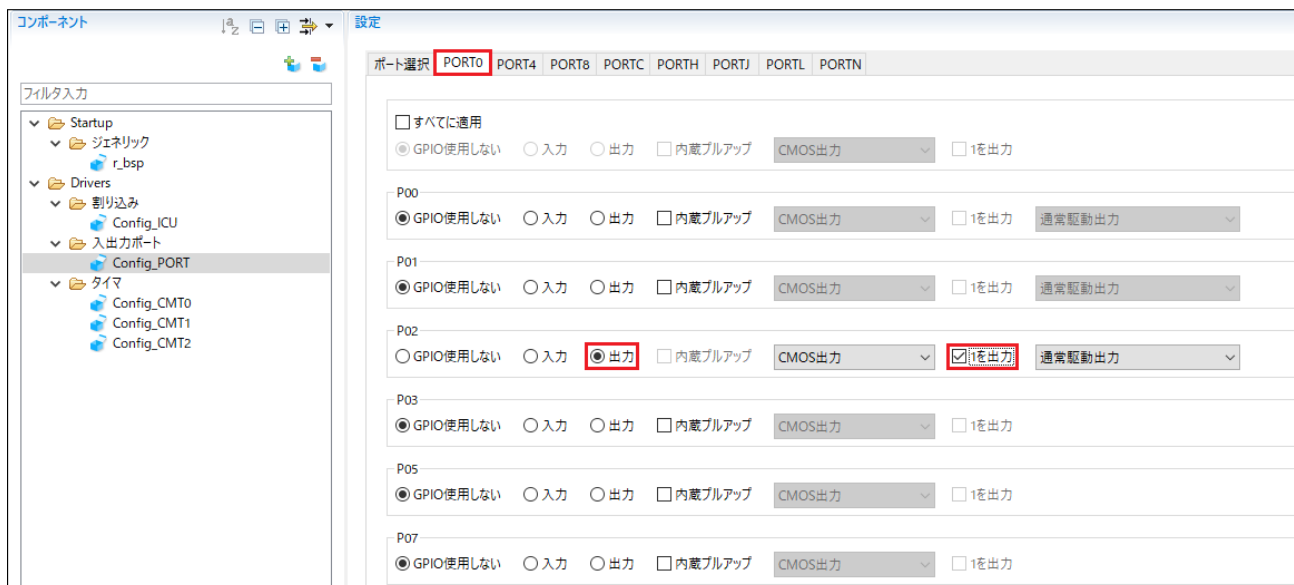 コンポーネント
設定
フィルタ入力
Startup
ジェネリック
r_bsp
Drivers
割り込み
Config_ICU
入出力ポート
Config_PORT
タイマ
Config_CMT0
Config_CMT1
Config_CMT2
ポート選択 PORT0 PORT4 PORT8 PORTC PORTH PORTJ PORTL PORTN
すべてに適用
GPIO使用しない 入力 出力 内蔵プルアップ CMOS出力 1を出力
P00
GPIO使用しない 入力 出力 内蔵プルアップ CMOS出力 1を出力 通常駆動出力
P01
GPIO使用しない 入力 出力 内蔵プルアップ CMOS出力 1を出力 通常駆動出力
P02
GPIO使用しない 入力 出力 内蔵プルアップ CMOS出力 1を出力 通常駆動出力
P03
GPIO使用しない 入力 出力 内蔵プルアップ CMOS出力 1を出力
P05
GPIO使用しない 入力 出力 内蔵プルアップ CMOS出力 1を出力
P07
GPIO使用しない 入力 出力 内蔵プルアップ CMOS出力 1を出力